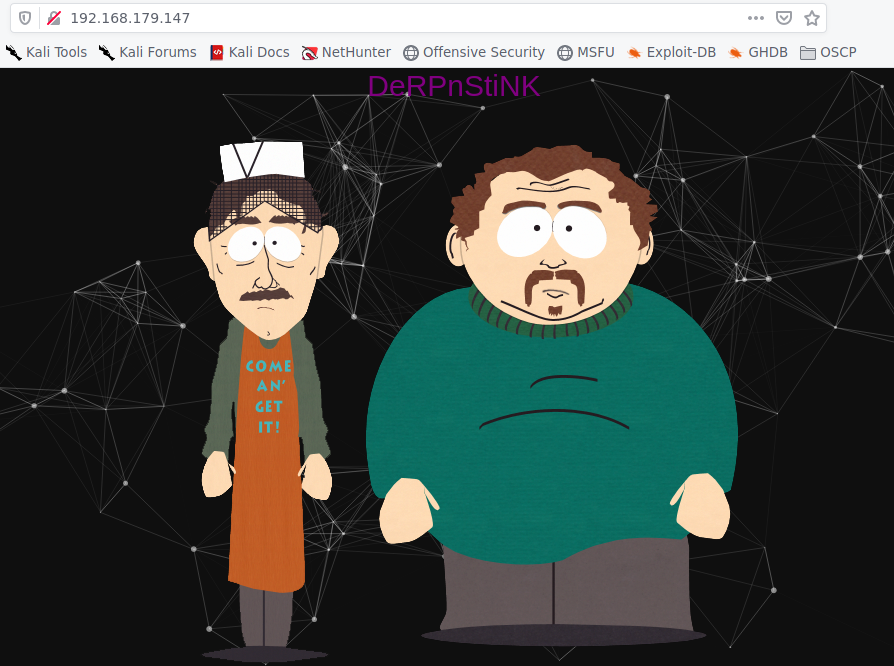 192.168.179.147
Kali Tools Kali Forums Kali Docs NetHunter Offensive Security MSFU Exploit-DB GHDB OSCP
DeRPnStiNK
COME
AN'
GET
IT!